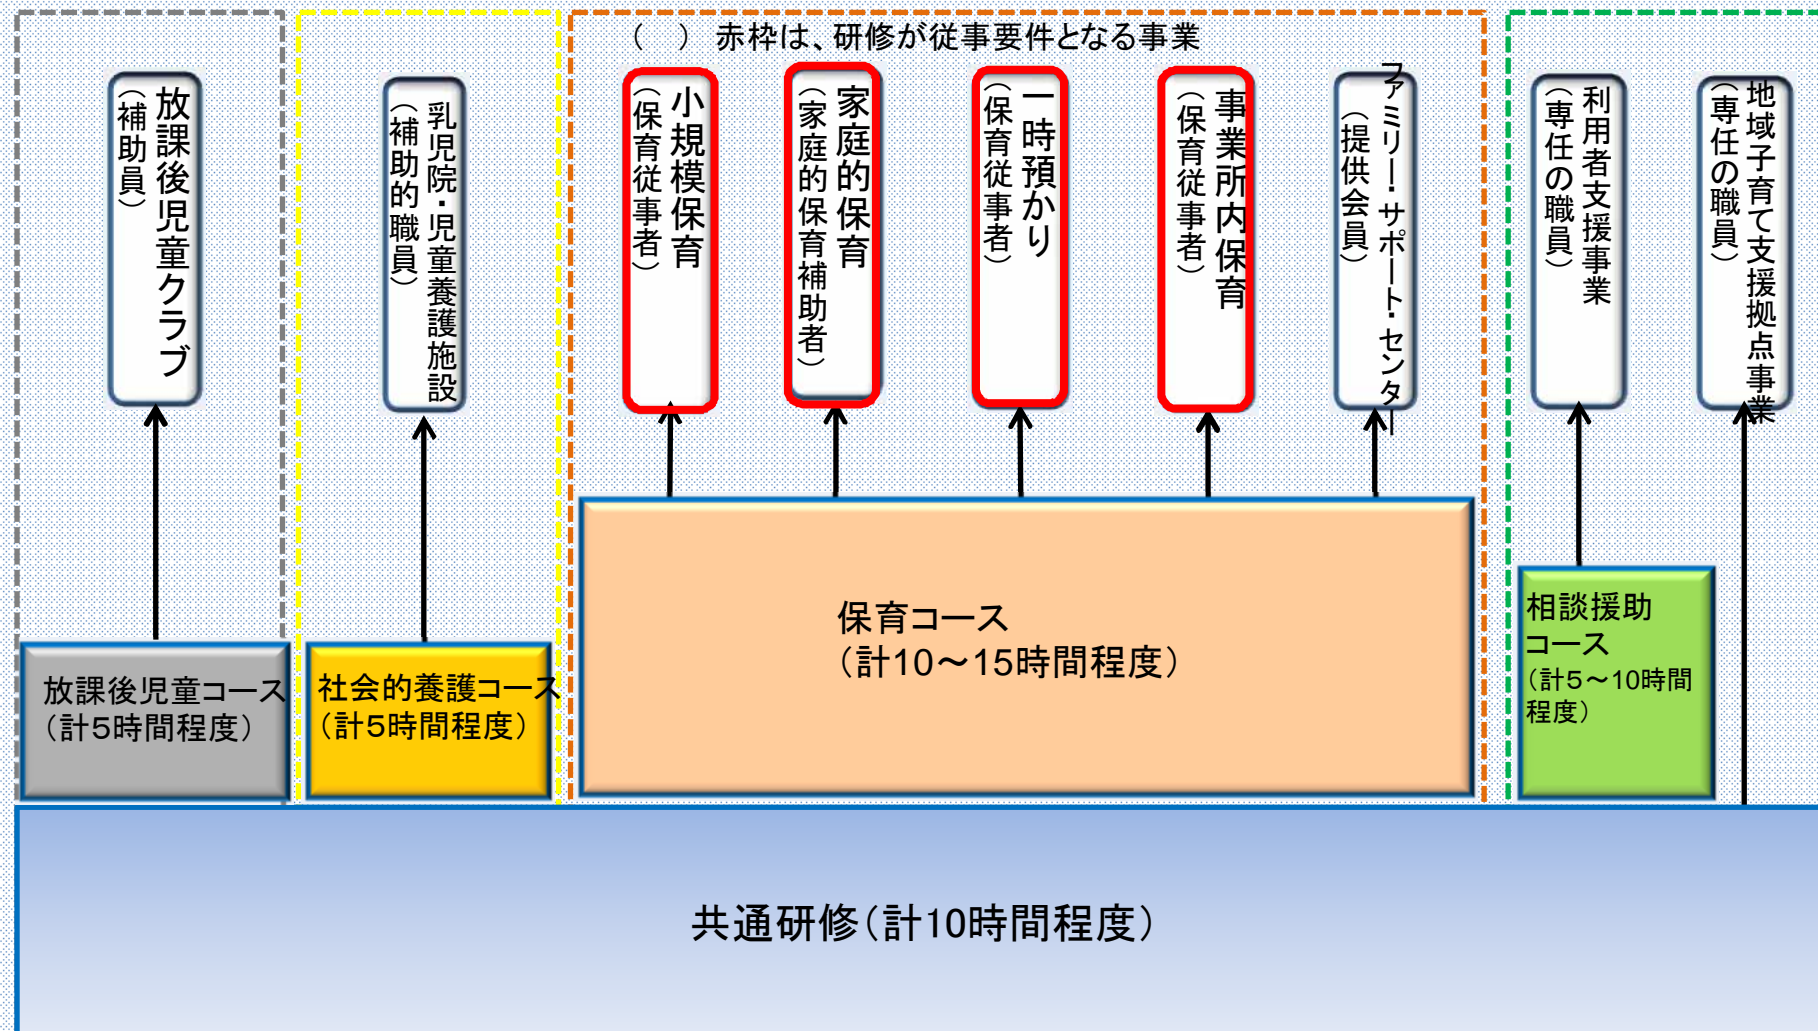 （　）赤枠は、研修が従事要件となる事業
放課後児童クラブ
（補助員）
乳児院・児童養護施設
（補助的職員）
小規模保育
（保育従事者）
家庭的保育
（家庭的保育補助者）
一時預かり
（保育従事者）
事業所内保育
（保育従事者）
ファミリー・サポート・センター
（提供会員）
利用者支援事業
（専任の職員）
地域子育て支援拠点事業
（専任の職員）
放課後児童コース
（計5時間程度）
社会的養護コース
（計5時間程度）
保育コース
（計10～15時間程度）
相談援助
コース
（計5～10時間
程度）
共通研修（計10時間程度）